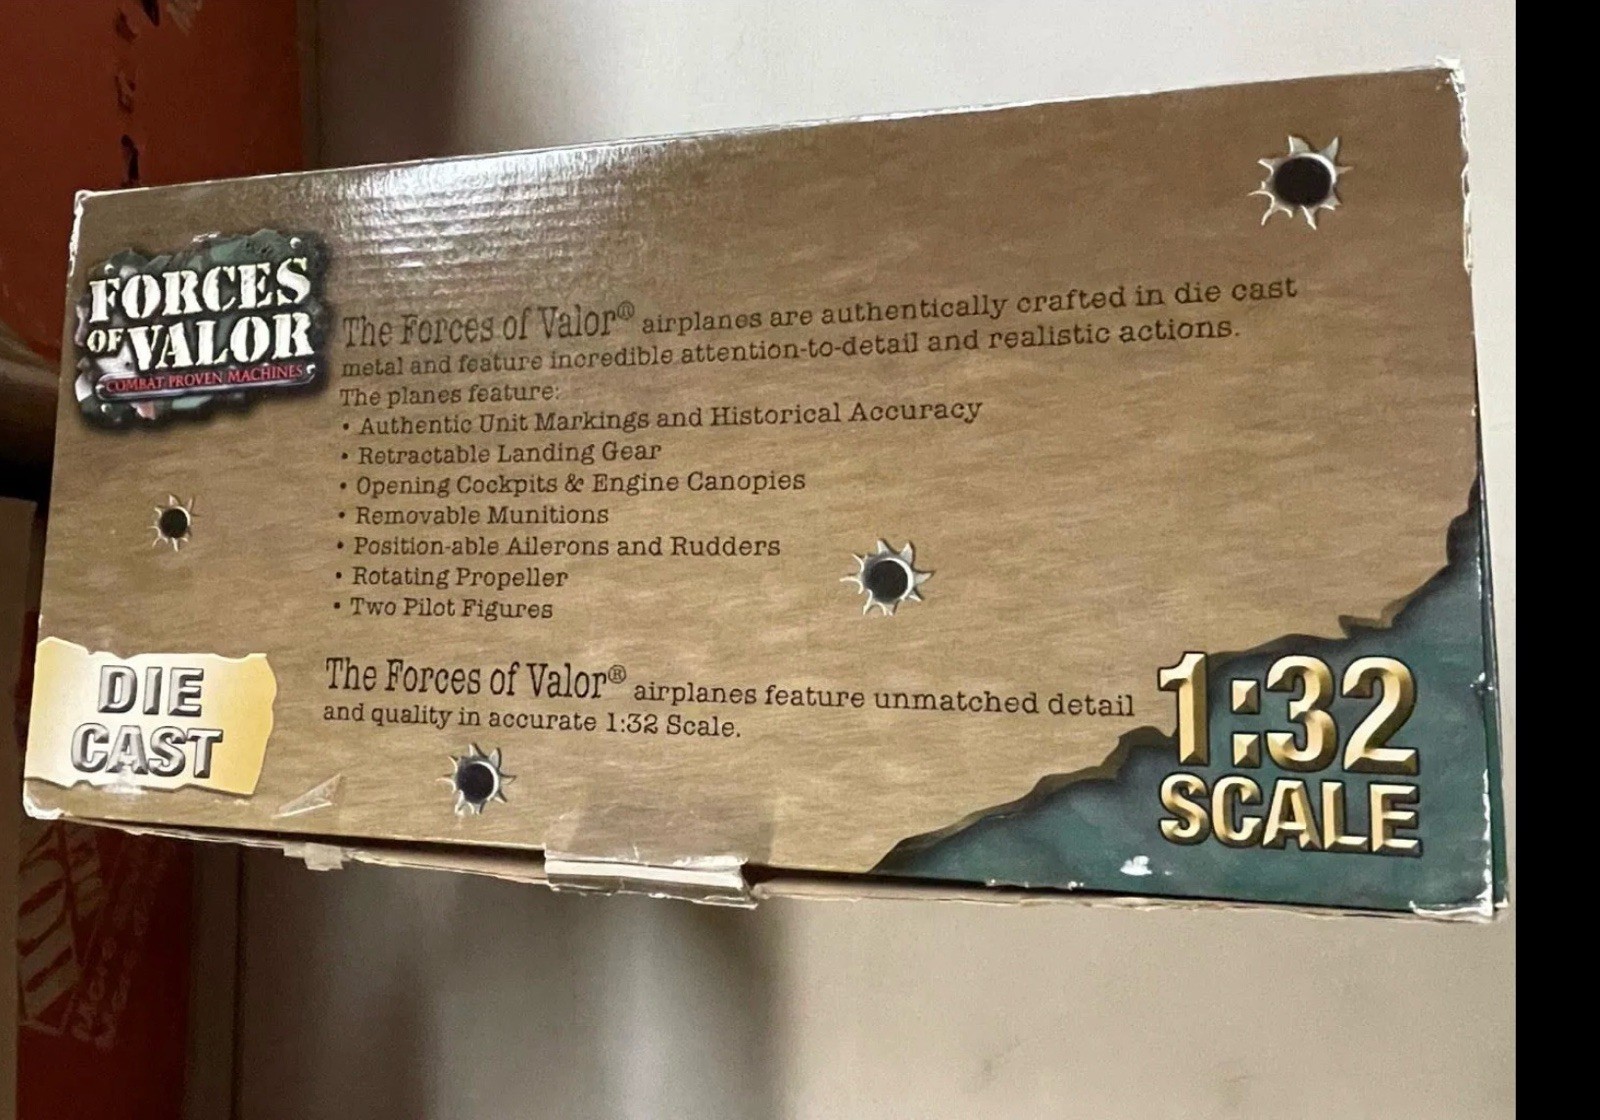 FORCES
OF VALOR
COMBAT PROVEN MACHINES
The Forces of Valor® airplanes are authentically crafted in die cast
metal and feature incredible attention-to-detail and realistic actions.
The planes feature:
• Authentic Unit Markings and Historical Accuracy
• Retractable Landing Gear
• Opening Cockpits & Engine Canopies
• Removable Munitions
• Position-able Ailerons and Rudders
• Rotating Propeller
• Two Pilot Figures
DIE
CAST
The Forces of Valor® airplanes feature unmatched detail
and quality in accurate 1:32 Scale.
1:32
SCALE